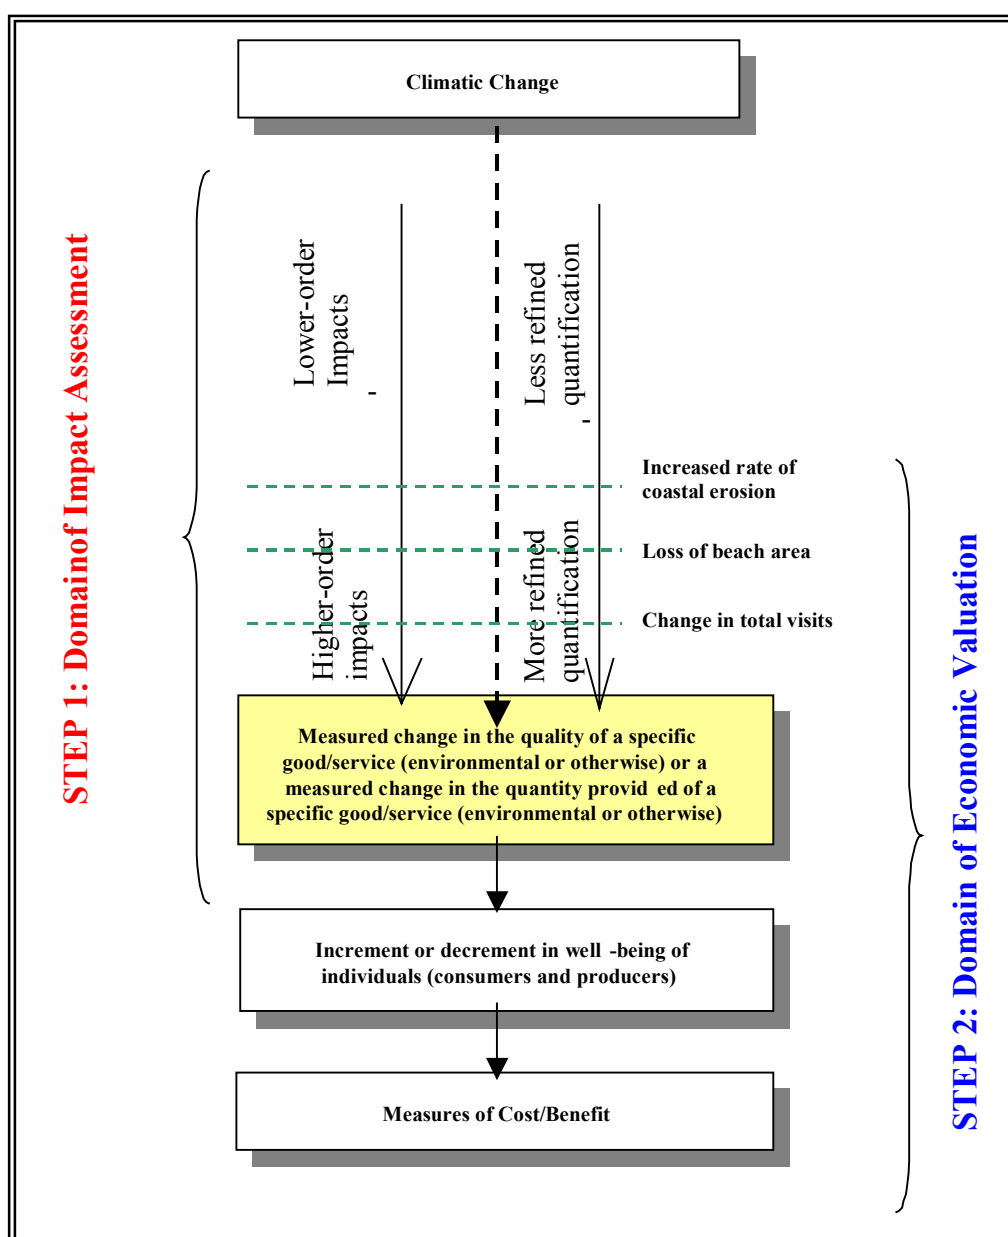 Climatic Change
STEP 1: Domainof Impact Assessment
Lower-order
Impacts
-
Less refined
quantification
-
Increased rate of
coastal erosion
Loss of beach area
Change in total visits
Higher-order
impacts
More refined
quantification
Measured change in the quality of a specific
good/service (environmental or otherwise) or a
measured change in the quantity provid ed of a
specific good/service (environmental or otherwise)
Increment or decrement in well -being of
individuals (consumers and producers)
Measures of Cost/Benefit
STEP 2: Domain of Economic Valuation